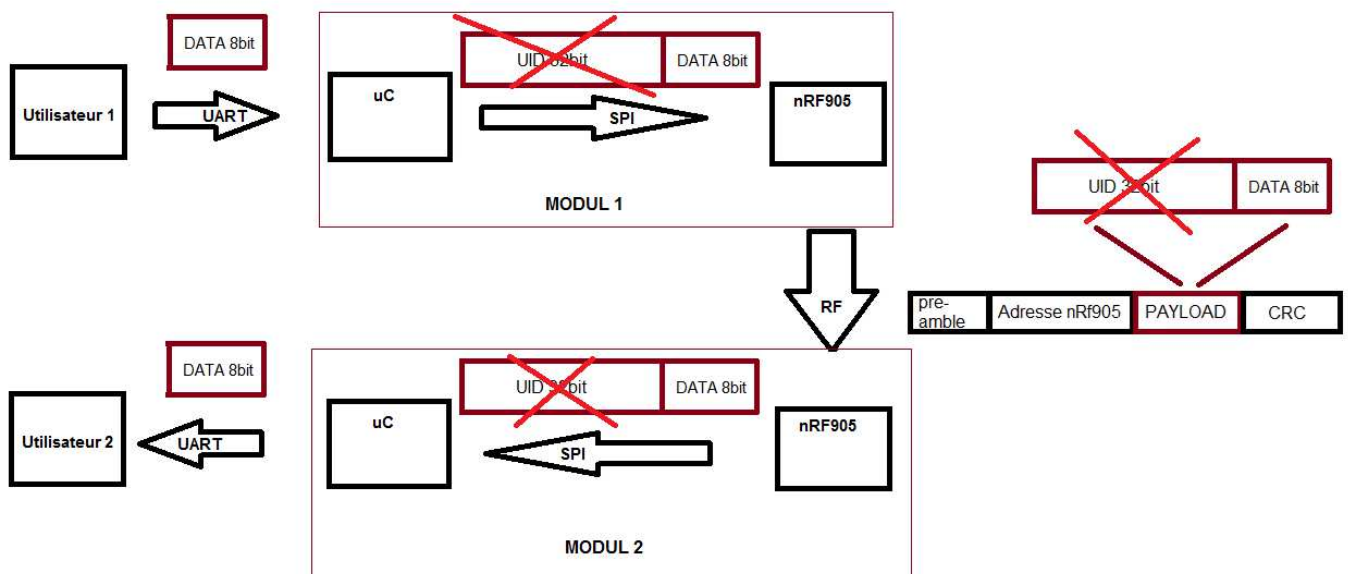 DATA 8bit
UID 32bit
DATA 8bit
Utilisateur 1
UART
uC
SPI
nRF905
MODUL 1
UID 32bit
DATA 8bit
RF
pre-
amble
Adresse nRf905
PAYLOAD
CRC
DATA 8bit
UID 32bit
DATA 8bit
Utilisateur 2
UART
uC
SPI
nRF905
MODUL 2